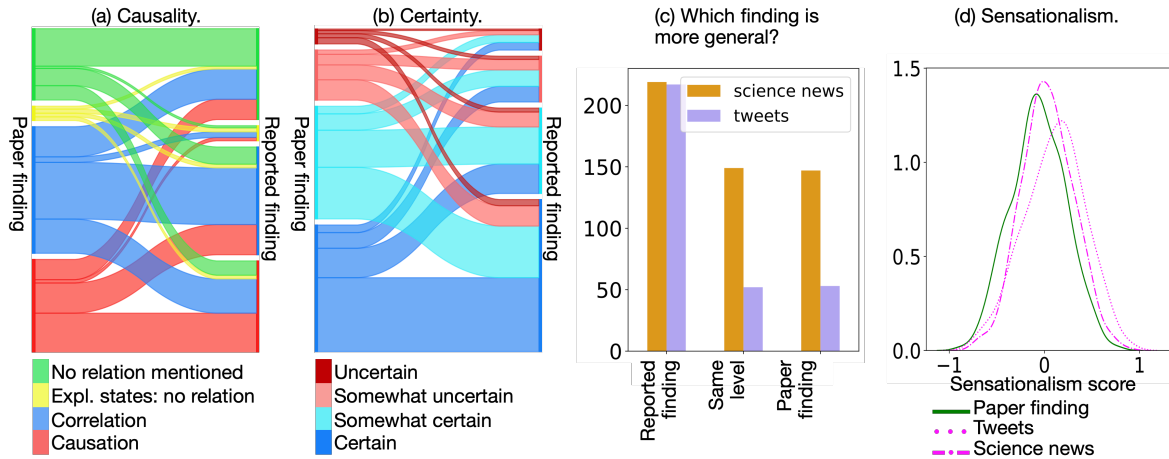 (a) Causality.
Paper finding
Reported finding
No relation mentioned
Expl. states: no relation
Correlation
Causation
(b) Certainty.
Paper finding
Reported finding
Uncertain
Somewhat uncertain
Somewhat certain
Certain
(c) Which finding is
more general?
science news
tweets
200
150
100
50
0
Reported
finding
Same
level
Paper
finding
(d) Sensationalism.
1.5
1.0
0.5
0.0
−1
0
1
Sensationalism score
Paper finding
Tweets
Science news